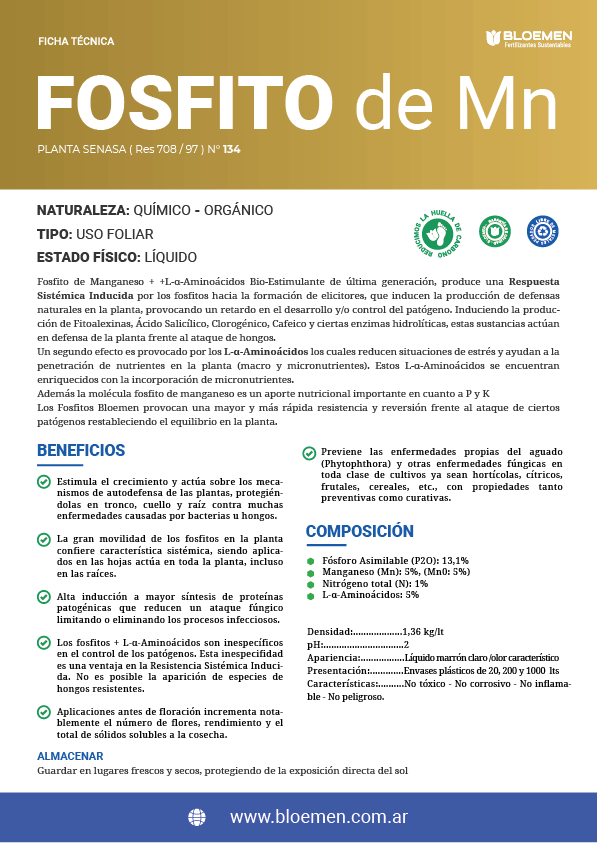 FICHA TÉCNICA
BLOEMEN
Fertilizantes Sustentables
FOSFITO de Mn
PLANTA SENASA ( Res 708 / 97 ) N° 134
NATURALEZA: QUÍMICO - ORGÁNICO
TIPO: USO FOLIAR
ESTADO FÍSICO: LÍQUIDO
REDUCIMOS LA HUELLA DE CARBONO
Fosfito de Manganeso + +L-α-Aminoácidos Bio-Estimulante de última generación, produce una Respuesta
Sistémica Inducida por los fosfitos hacia la formación de elicitores, que inducen la producción de defensas
naturales en la planta, provocando un retardo en el desarrollo y/o control del patógeno. Induciendo la produc-
ción de Fitoalexinas, Ácido Salicílico, Clorogénico, Cafeico y ciertas enzimas hidrolíticas, estas sustancias actúan
en defensa de la planta frente al ataque de hongos.
Un segundo efecto es provocado por los L-α-Aminoácidos los cuales reducen situaciones de estrés y ayudan a la
penetración de nutrientes en la planta (macro y micronutrientes). Estos L-α-Aminoácidos se encuentran
enriquecidos con la incorporación de micronutrientes.
Además la molécula fosfito de manganeso es un aporte nutricional importante en cuanto a P y K
Los Fosfitos Bloemen provocan una mayor y más rápida resistencia y reversión frente al ataque de ciertos
patógenos restableciendo el equilibrio en la planta.
BENEFICIOS
Estimula el crecimiento y actúa sobre los meca-
nismos de autodefensa de las plantas, protegién-
dolas en tronco, cuello y raíz contra muchas
enfermedades causadas por bacterias u hongos.
La gran movilidad de los fosfitos en la planta
confiere característica sistémica, siendo aplica-
dos en las hojas actúa en toda la planta, incluso
en las raíces.
Alta inducción a mayor síntesis de proteínas
patogénicas que reducen un ataque fúngico
limitando o eliminando los procesos infecciosos.
Los fosfitos + L-α-Aminoácidos son inespecíficos
en el control de los patógenos. Esta inespecifidad
es una ventaja en la Resistencia Sistémica Induci-
da. No es posible la aparición de especies de
hongos resistentes.
Aplicaciones antes de floración incrementa nota-
blemente el número de flores, rendimiento y el
total de sólidos solubles a la cosecha.
Previene las enfermedades propias del aguado
(Phytophthora) y otras enfermedades fúngicas en
toda clase de cultivos ya sean hortícolas, cítricos,
frutales, cereales, etc., con propiedades tanto
preventivas como curativas.
COMPOSICIÓN
Fósforo Asimilable (P2O): 13,1%
Manganeso (Mn): 5%, (Mn0: 5%)
Nitrógeno total (N): 1%
L-α-Aminoácidos: 5%
Densidad:...................1,36 kg/lt
pH:...............................2
Apariencia:.................Líquido marrón claro /olor característico
Presentación:.............Envases plásticos de 20, 200 y 1000 lts
Características:..........No tóxico - No corrosivo - No inflama-
ble - No peligroso.
ALMACENAR
Guardar en lugares frescos y secos, protegiendo de la exposición directa del sol
www.bloemen.com.ar